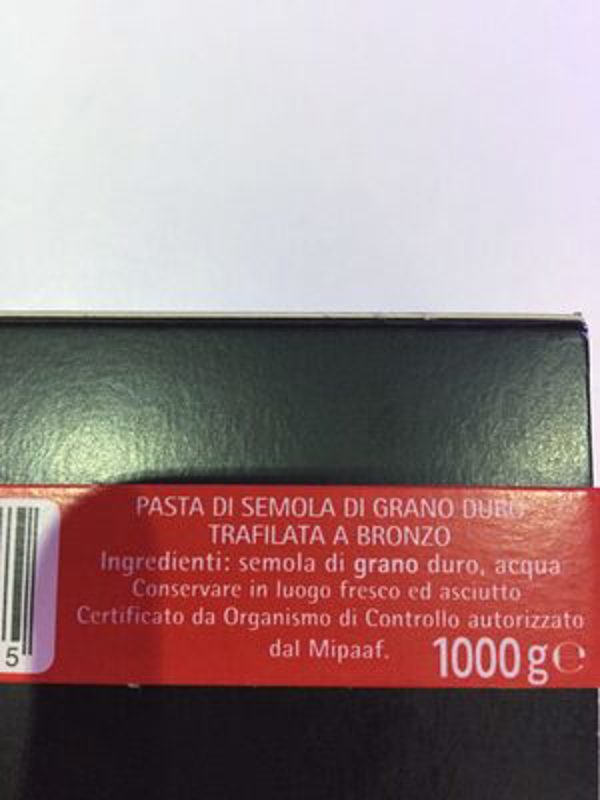 PASTA DI SEMOLA DI GRANO DURO
TRAFILATA A BRONZO
Ingredienti: semola di grano duro, acqua
Conservare in luogo fresco ed asciutto
Certificato da Organismo di Controllo autorizzato
dal Mipaaf. 1000g℮
5